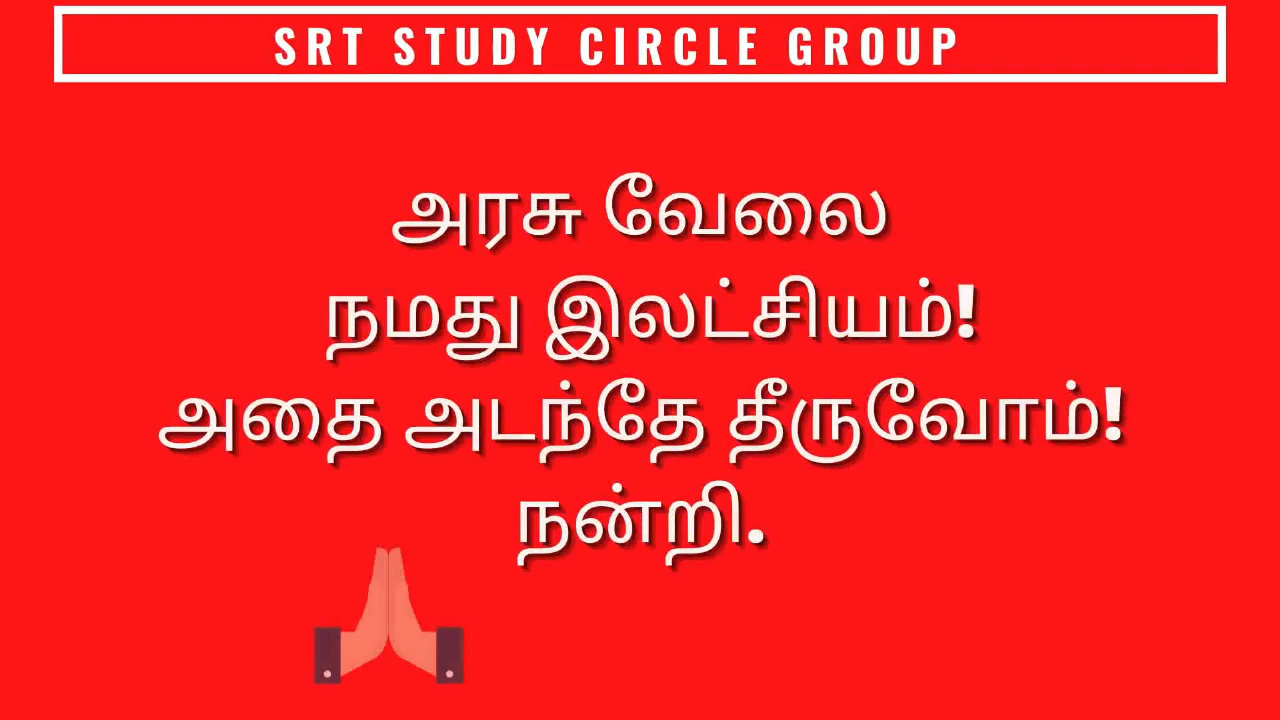 SRT STUDY CIRCLE GROUP
அரசு வேலை
நமது இலட்சியம்!
அதை அடந்தே தீருவோம்!
நன்றி.